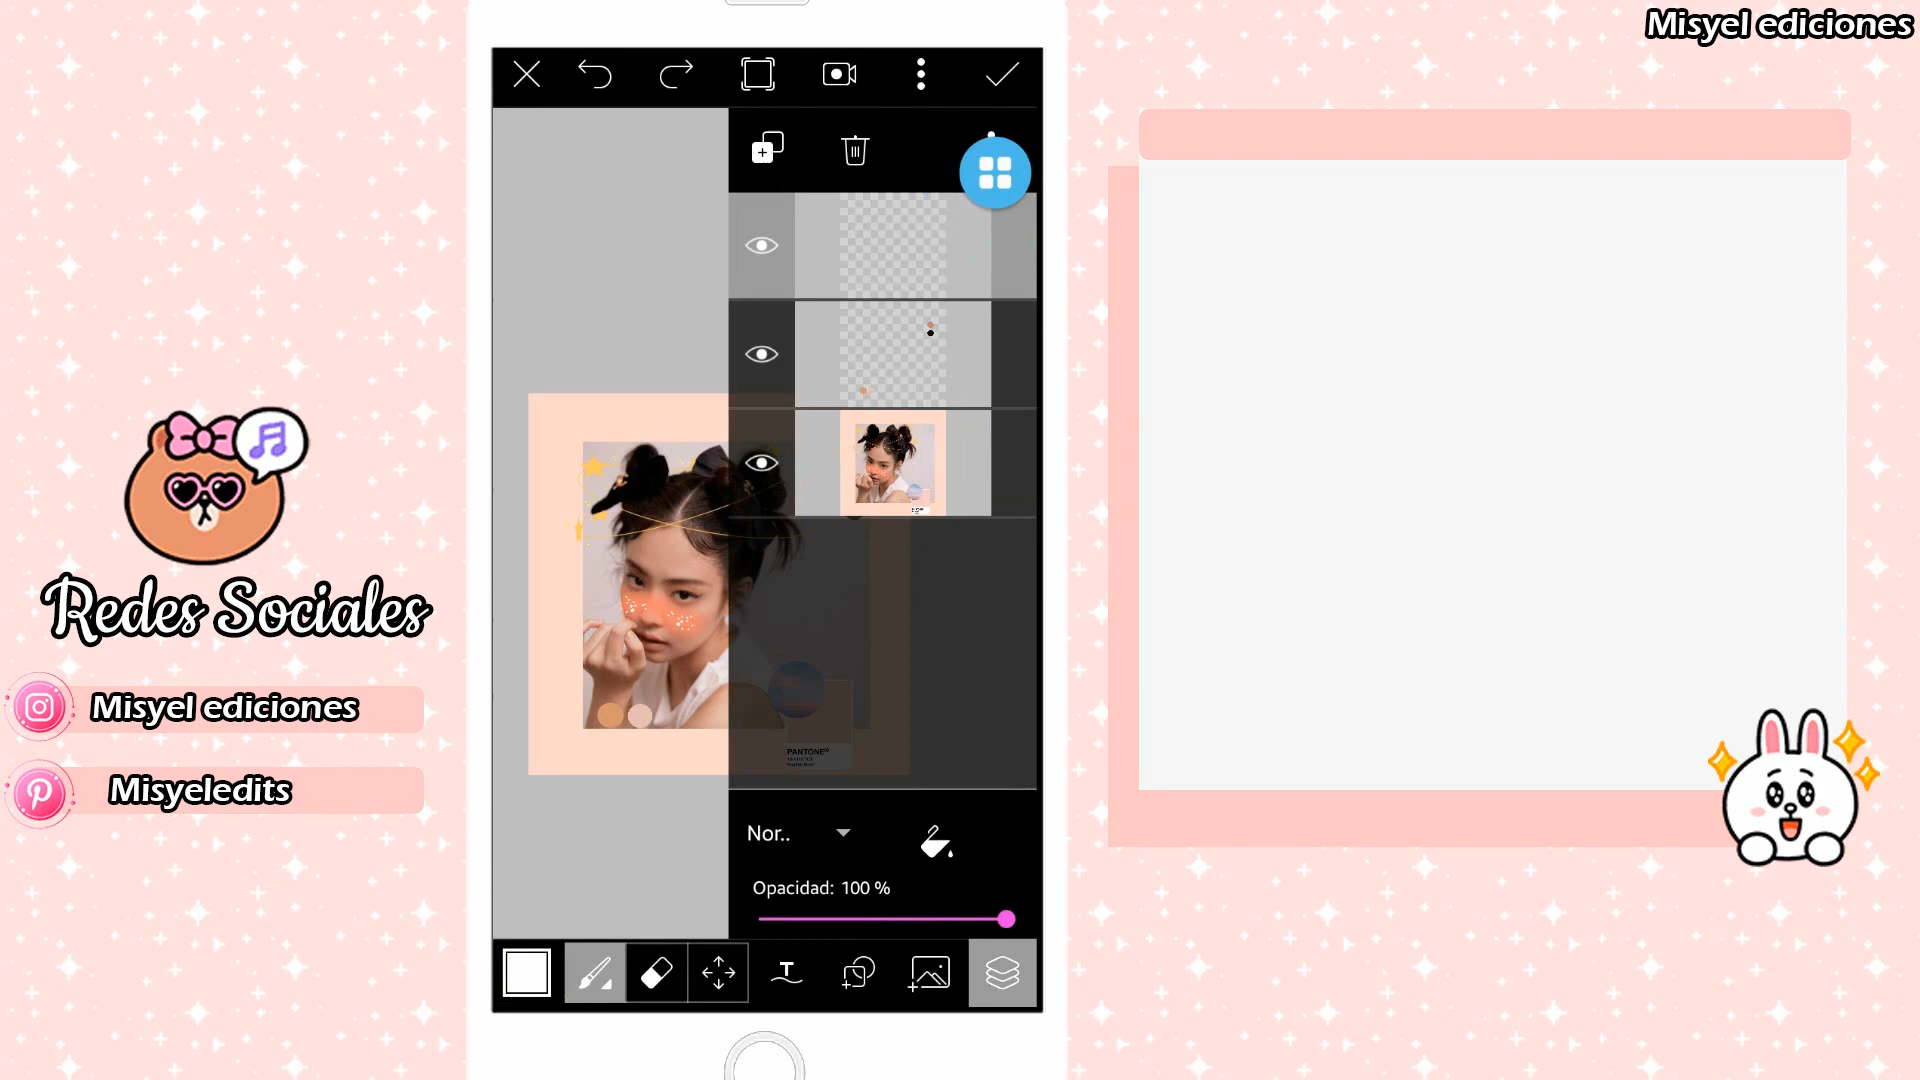 Misyel ediciones
Redes Sociales
Misyel ediciones
Misyeledits
PANTONE®
Nor..
Opacidad: 100 %
T